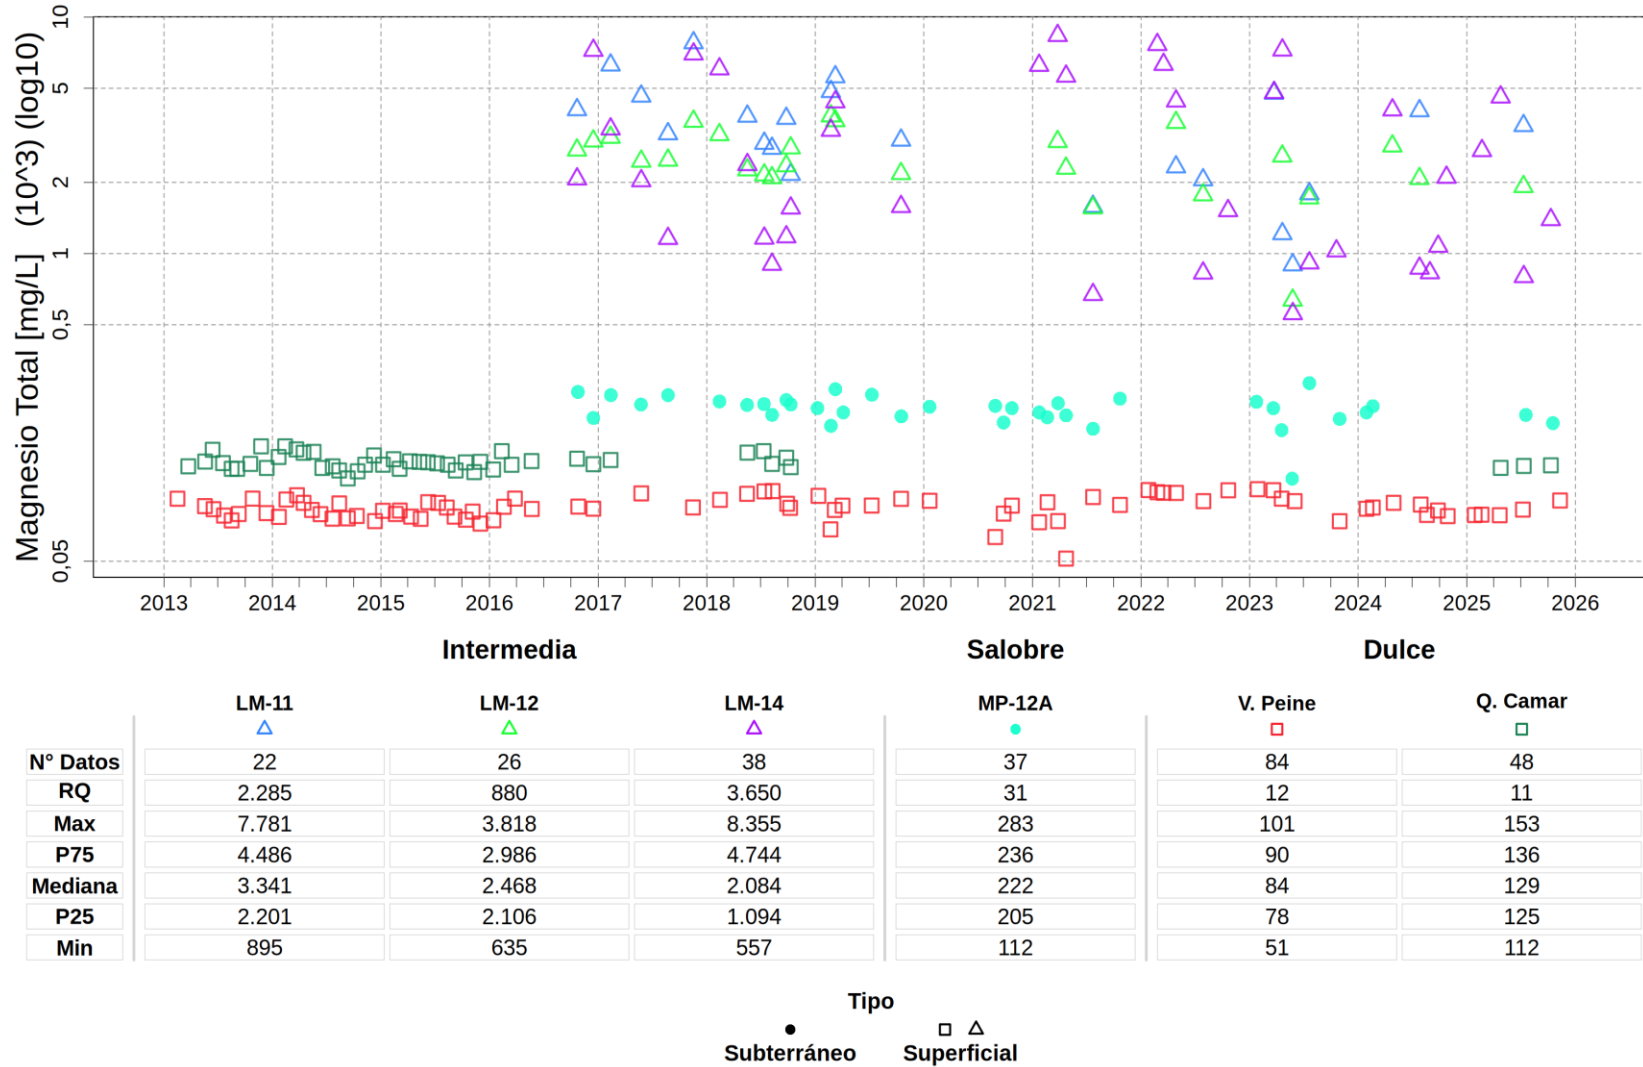 Magnesio Total [mg/L] (10^3) (log10)
10
5
2
1
0,5
0,05
2013 2014 2015 2016 2017 2018 2019 2020 2021 2022 2023 2024 2025 2026
Intermedia Salobre Dulce
LM-11 LM-12 LM-14 MP-12A V. Peine Q. Camar
N° Datos 22 26 38 37 84 48
RQ 2.285 880 3.650 31 12 11
Max 7.781 3.818 8.355 283 101 153
P75 4.486 2.986 4.744 236 90 136
Mediana 3.341 2.468 2.084 222 84 129
P25 2.201 2.106 1.094 205 78 125
Min 895 635 557 112 51 112
Tipo
Subterráneo Superficial